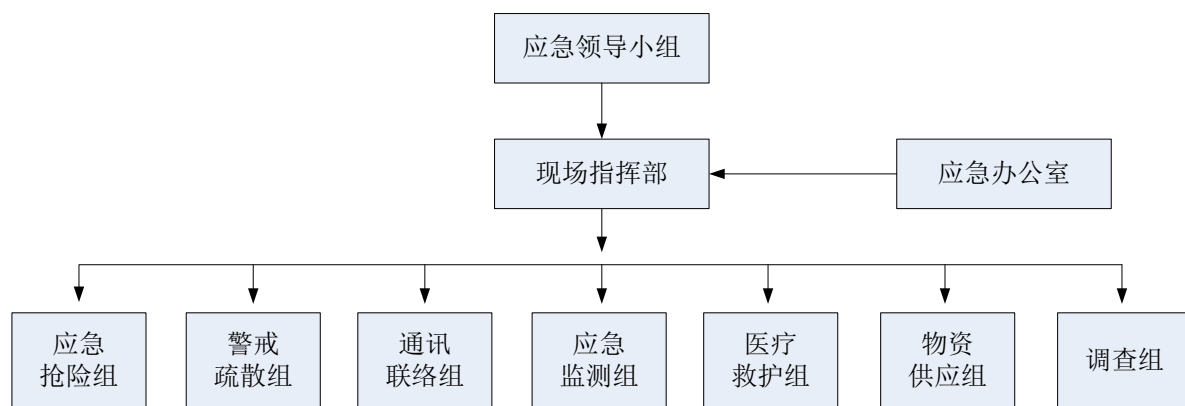 应急领导小组
现场指挥部
应急办公室
应急
抢险组
警戒
疏散组
通讯
联络组
应急
监测组
医疗
救护组
物资
供应组
调查组